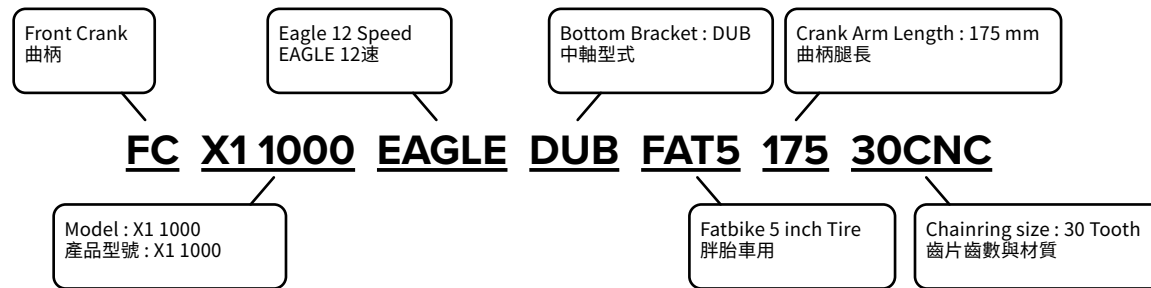 Front Crank
曲柄
Eagle 12 Speed
EAGLE 12速
Bottom Bracket : DUB
中軸型式
Crank Arm Length : 175 mm
曲柄腿長
FC X1 1000 EAGLE DUB FAT5 175 30CNC
Model : X1 1000
產品型號 : X1 1000
Fatbike 5 inch Tire
胖胎車用
Chainring size : 30 Tooth
齒片齒數與材質